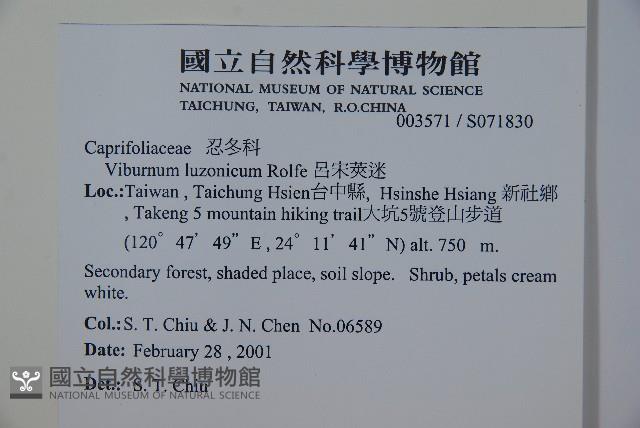 國立自然科學博物館
NATIONAL MUSEUM OF NATURAL SCIENCE
TAICHUNG, TAIWAN, R.O.CHINA
003571 / S071830
Caprifoliaceae 忍冬科
Viburnum luzonicum Rolfe 呂宋莢迷
Loc.:Taiwan , Taichung Hsien台中縣, Hsinshe Hsiang 新社鄉
, Takeng 5 mountain hiking trail大坑5號登山步道
(120° 47’ 49” E , 24° 11’ 41” N) alt. 750 m.
Secondary forest, shaded place, soil slope. Shrub, petals cream
white.
Col.:S. T. Chiu & J. N. Chen No.06589
Date: February 28 , 2001
Det.: S. T. Chiu
國立自然科學博物館
NATIONAL MUSEUM OF NATURAL SCIENCE